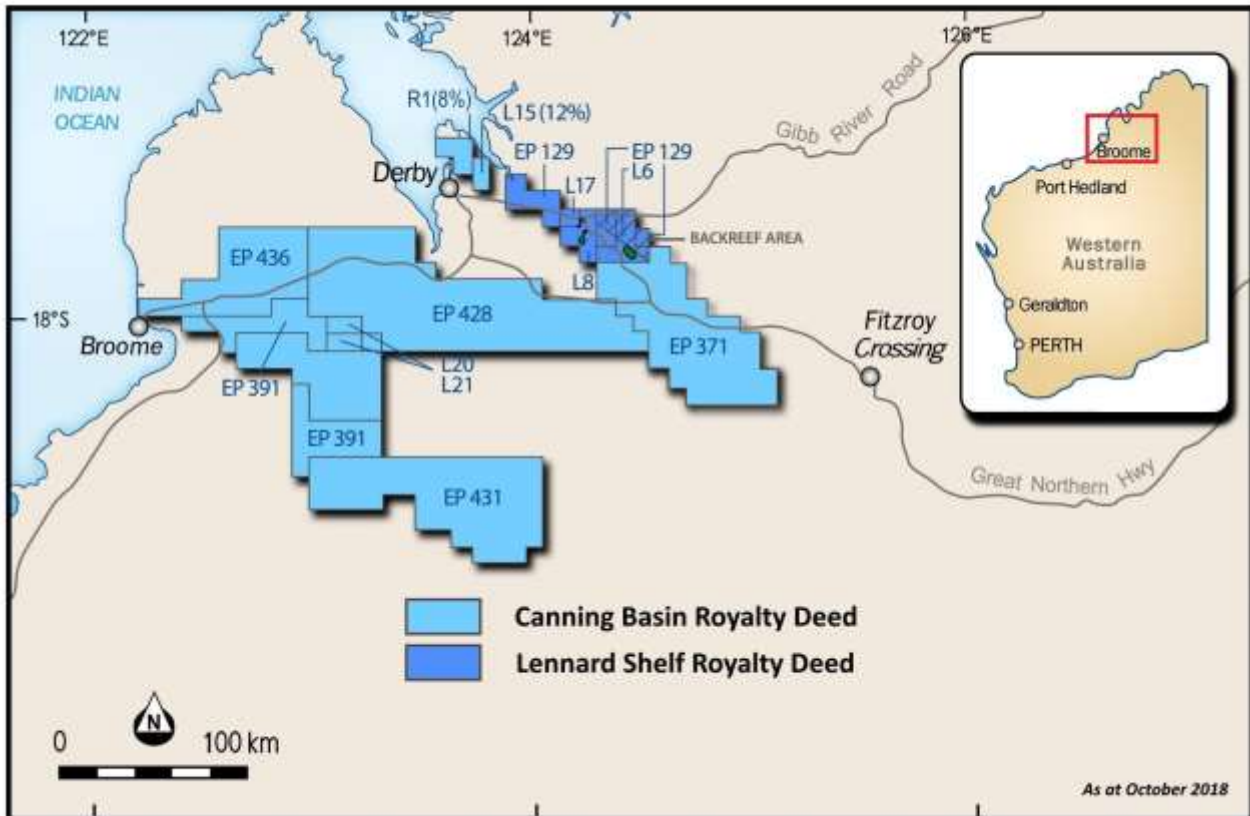 122°E
124°E
126°E
INDIAN
OCEAN
R1(8%)
L15 (12%)
EP 129
EP 129
L6
L17
Derby
Gibb River Road
BACKREEF AREA
L8
EP 436
EP 428
EP 371
18°S
Broome
Fitzroy
Crossing
EP 391
L20
L21
EP 391
EP 431
Great Northern Hwy
Broome
Port Hedland
Western
Australia
Geraldton
PERTH
Canning Basin Royalty Deed
Lennard Shelf Royalty Deed
N
0
100 km
As at October 2018